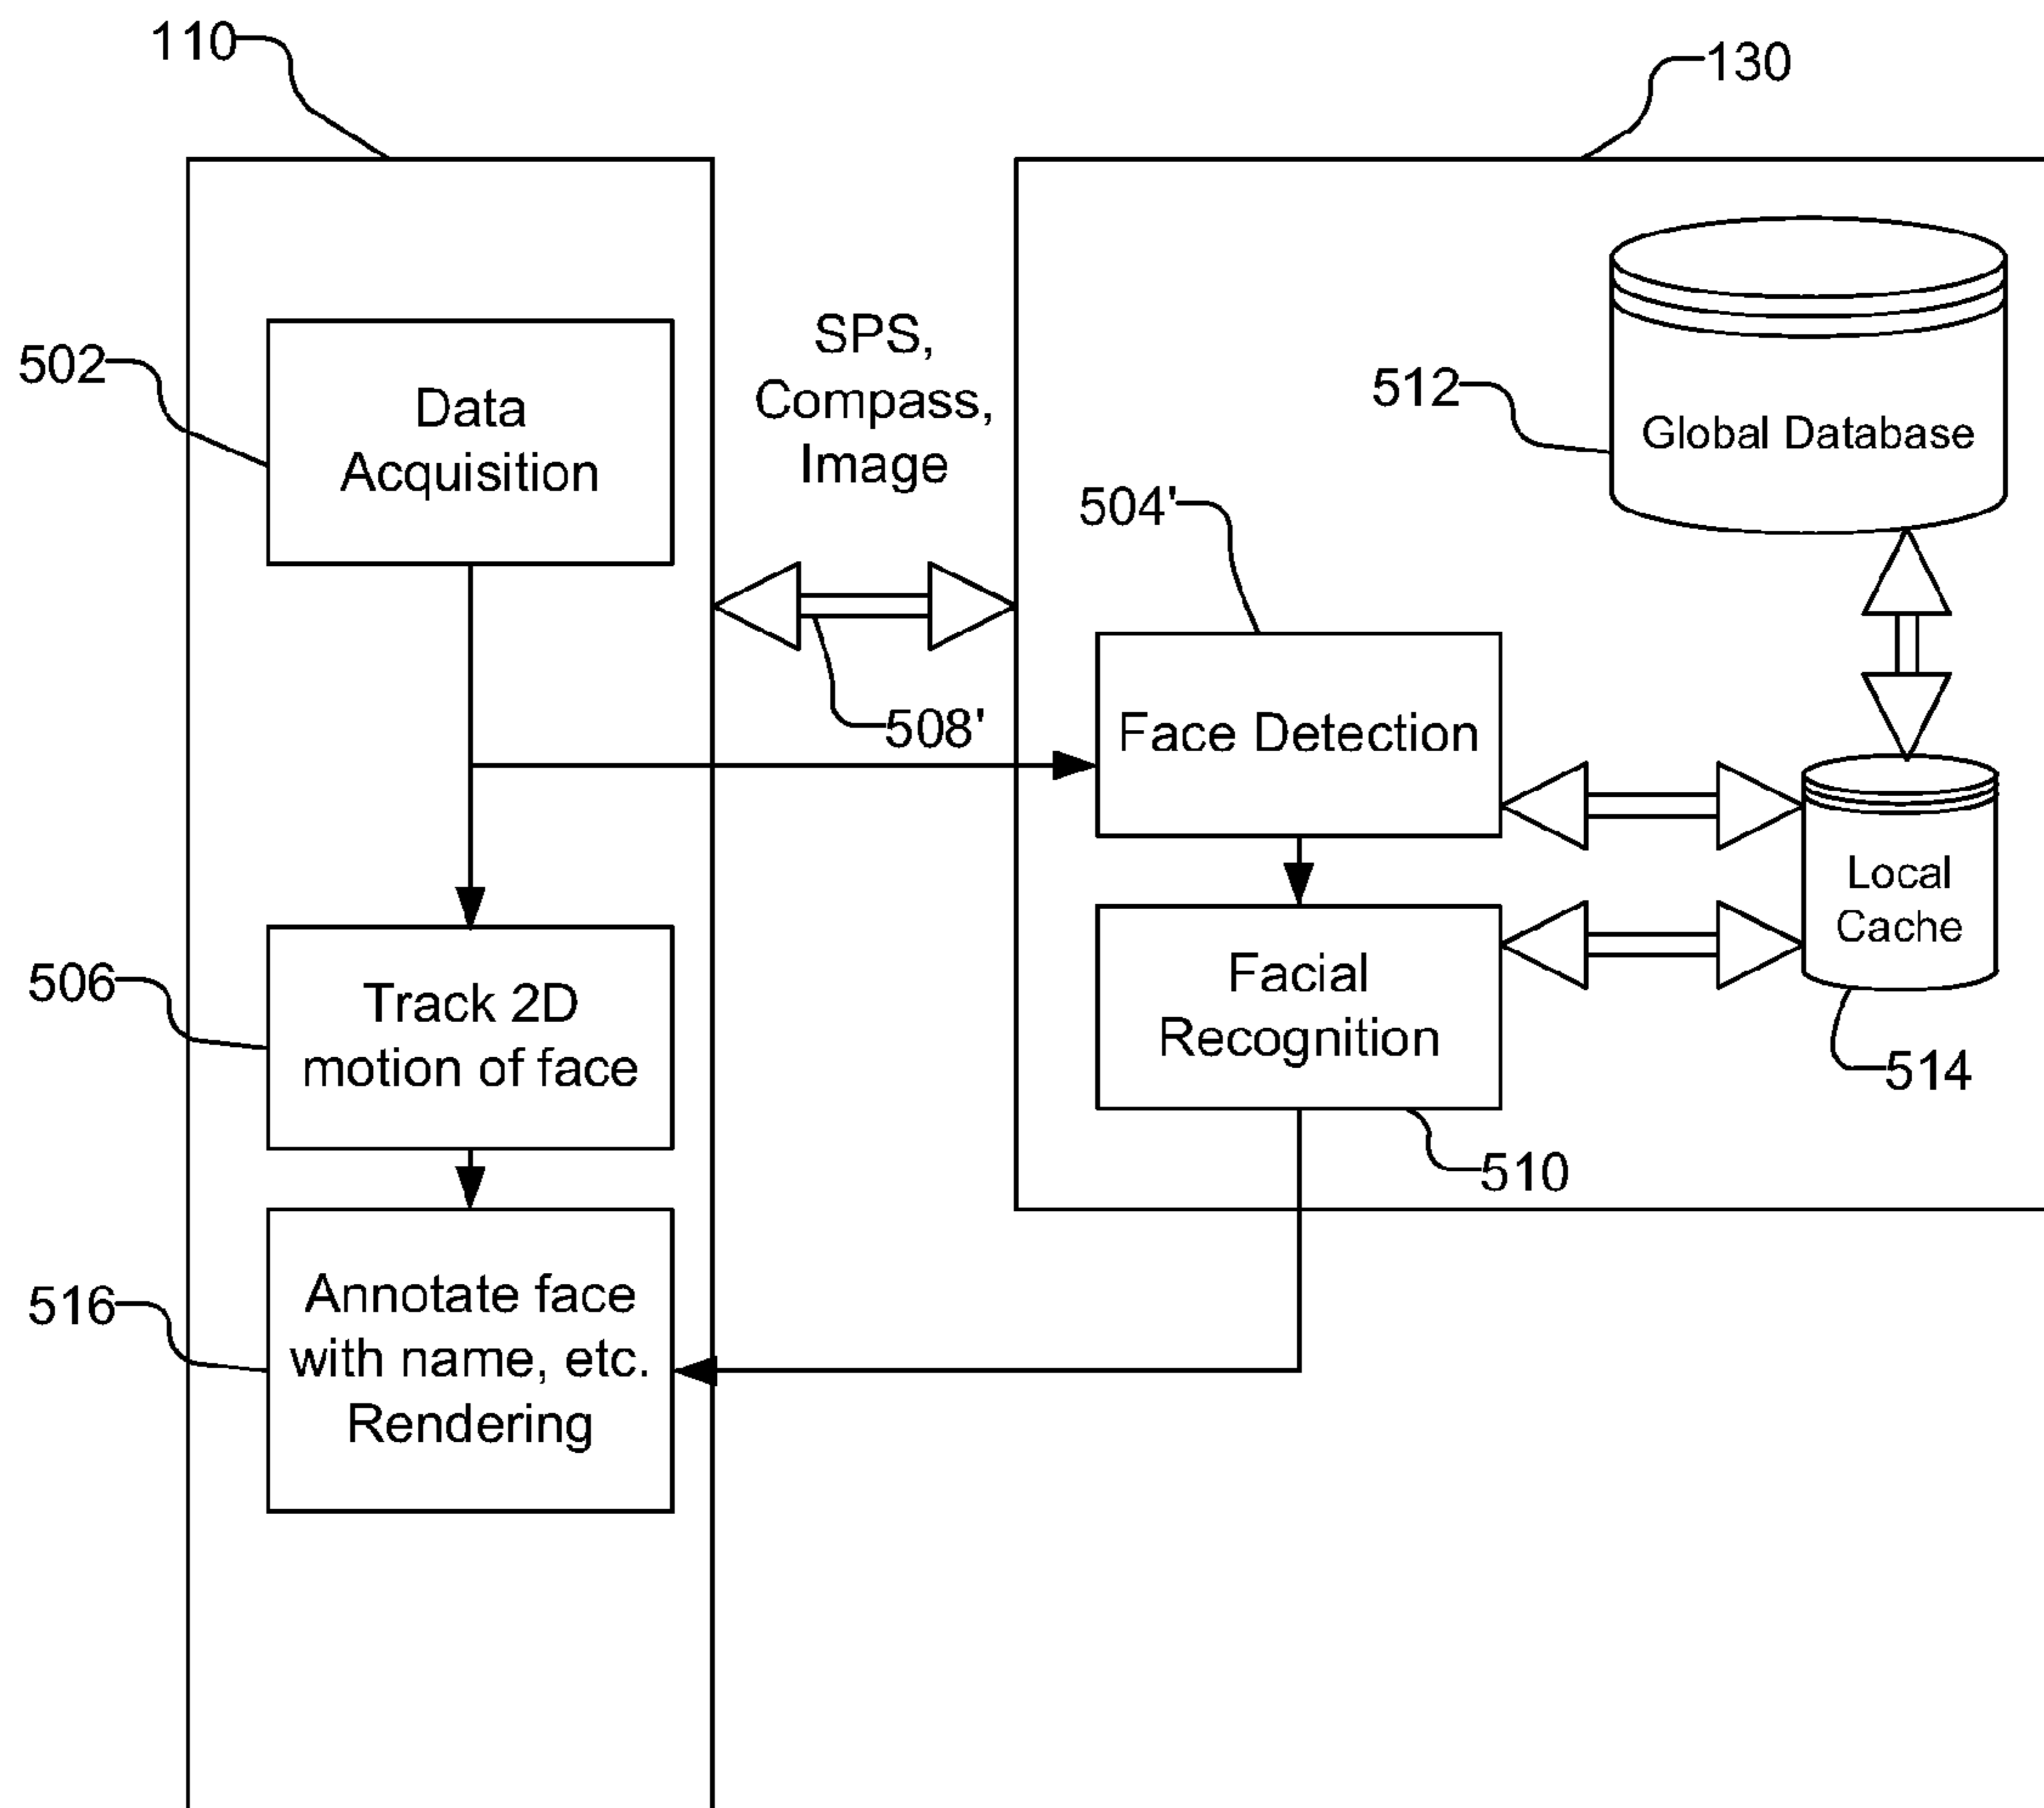 110
130
502
Data
Acquisition
SPS,
Compass,
Image
512
Global Database
504'
508'
Face Detection
Local
Cache
506
Track 2D
motion of face
Facial
Recognition
514
510
516
Annotate face
with name, etc.
Rendering